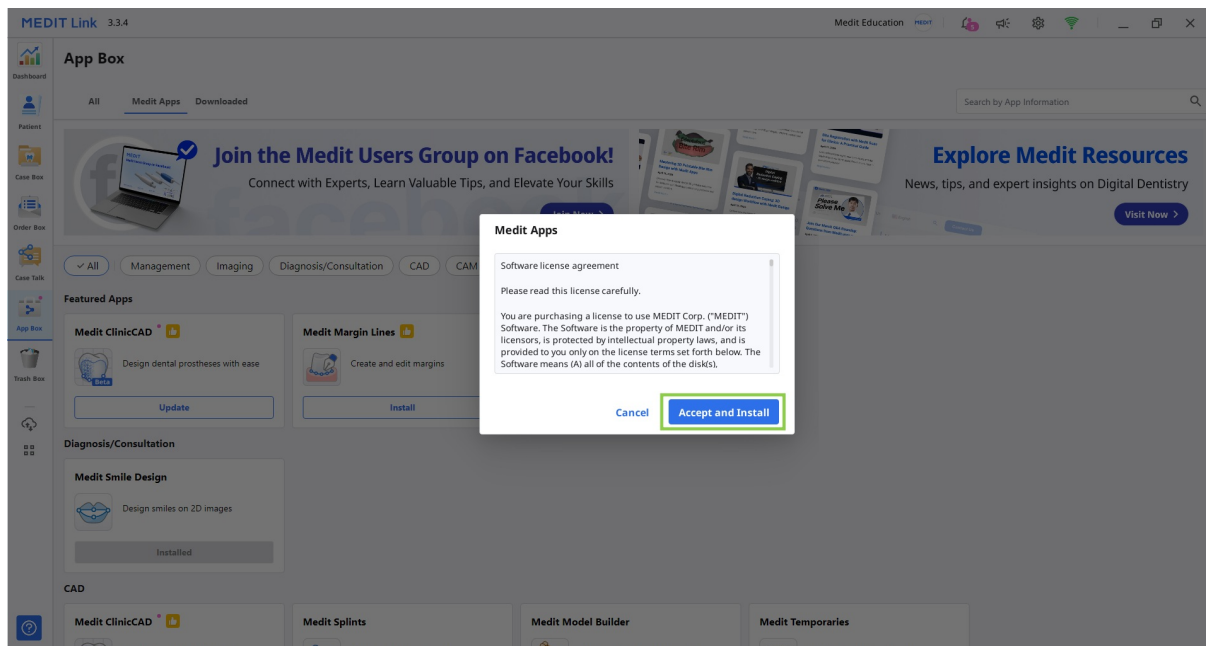 MEDIT Link 3.3.4
Medit Education MEDIT
Dashboard
Patient
Case Box
Order Box
Case Talk
App Box
Trash Box
App Box
All Medit Apps Downloaded
Search by App Information
Join the Medit Users Group on Facebook!
Connect with Experts, Learn Valuable Tips, and Elevate Your Skills
Join Now >
Explore Medit Resources
News, tips, and expert insights on Digital Dentistry
Visit Now >
Please
Solve Me
All Management Imaging Diagnosis/Consultation CAD CAM
Featured Apps
Medit ClinicCAD
Design dental prostheses with ease
Beta
Update
Medit Margin Lines
Create and edit margins
Install
Medit Apps
Software license agreement
Please read this license carefully.
You are purchasing a license to use MEDIT Corp. ("MEDIT")
Software. The Software is the property of MEDIT and/or its
licensors, is protected by intellectual property laws, and is
provided to you only on the license terms set forth below. The
Software means (A) all of the contents of the disk(s),
Cancel Accept and Install
Diagnosis/Consultation
Medit Smile Design
Design smiles on 2D images
Installed
CAD
Medit ClinicCAD
Medit Splints
Medit Model Builder
Medit Temporaries